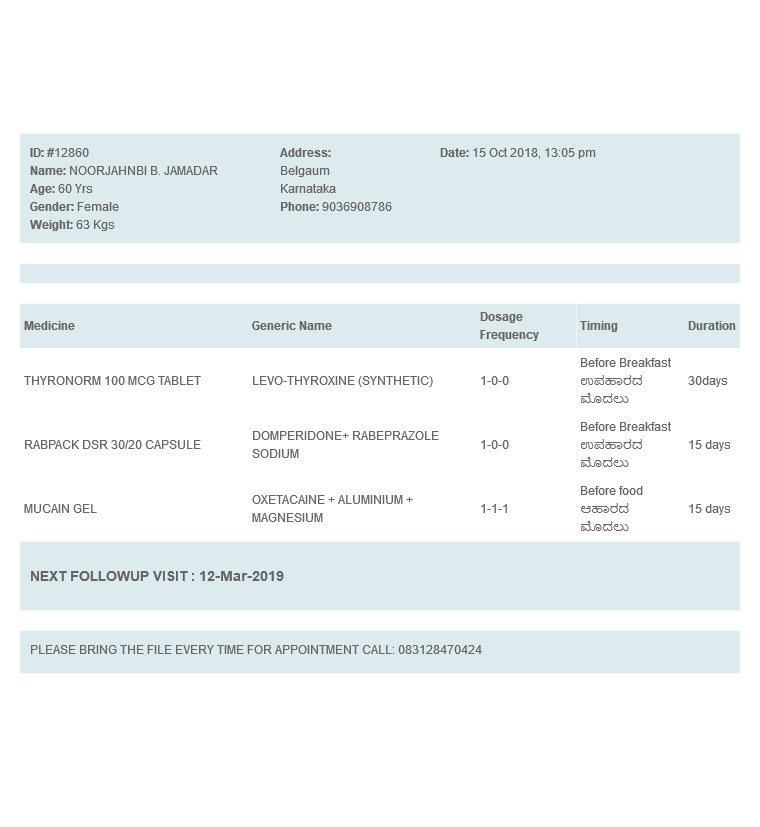 ID: #12860
Name: NOORJAHNBI B. JAMADAR
Age: 60 Yrs
Gender: Female
Weight: 63 Kgs
Address:
Belgaum
Karnataka
Phone: 9036908786
Date: 15 Oct 2018, 13:05 pm
Medicine Generic Name Dosage Frequency Timing Duration
THYRONORM 100 MCG TABLET LEVO-THYROXINE (SYNTHETIC) 1-0-0 Before Breakfast ಉಪಹಾರದ ಮೊದಲು 30days
RABPACK DSR 30/20 CAPSULE DOMPERIDONE+ RABEPRAZOLE SODIUM 1-0-0 Before Breakfast ಉಪಹಾರದ ಮೊದಲು 15 days
MUCAIN GEL OXETACAINE + ALUMINIUM + MAGNESIUM 1-1-1 Before food ಆಹಾರದ ಮೊದಲು 15 days
NEXT FOLLOWUP VISIT : 12-Mar-2019
PLEASE BRING THE FILE EVERY TIME FOR APPOINTMENT CALL: 083128470424